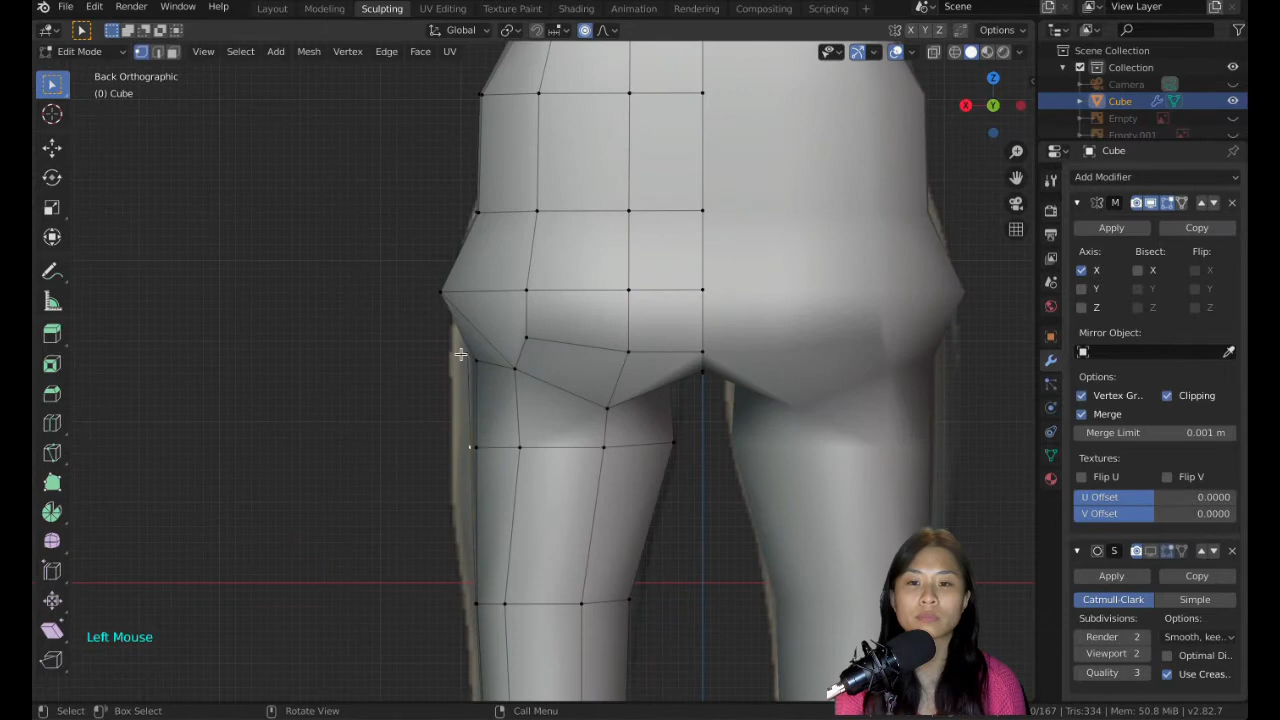 File Edit Render Window Help Layout Modeling Sculpting UV Editing Texture Paint Shading Animation Rendering Compositing Scripting + Scene View Layer
Global X Y Z Options
Edit Mode View Select Add Mesh Vertex Edge Face UV
Scene Collection
Collection
Camera
Cube
Empty
Empty.001
Back Orthographic
(0) Cube
Z
X Y
Cube
Add Modifier
M
Apply Copy
Axis: Bisect: Flip:
X X X
Y Y Y
Z Z Z
Mirror Object:
Options:
Vertex Gr.. Clipping
Merge
Merge Limit 0.001 m
Textures:
Flip U Flip V
U Offset 0.0000
V Offset 0.0000
S
Apply Copy
Catmull-Clark Simple
Subdivisions: Options:
Render 2 Smooth, kee..
Viewport 2 Optimal Di..
Quality 3 Use Creas..
Left Mouse
Select Box Select Rotate View Call Menu 0/167 | Tris:334 | Mem: 50.8 MiB | v2.82.7